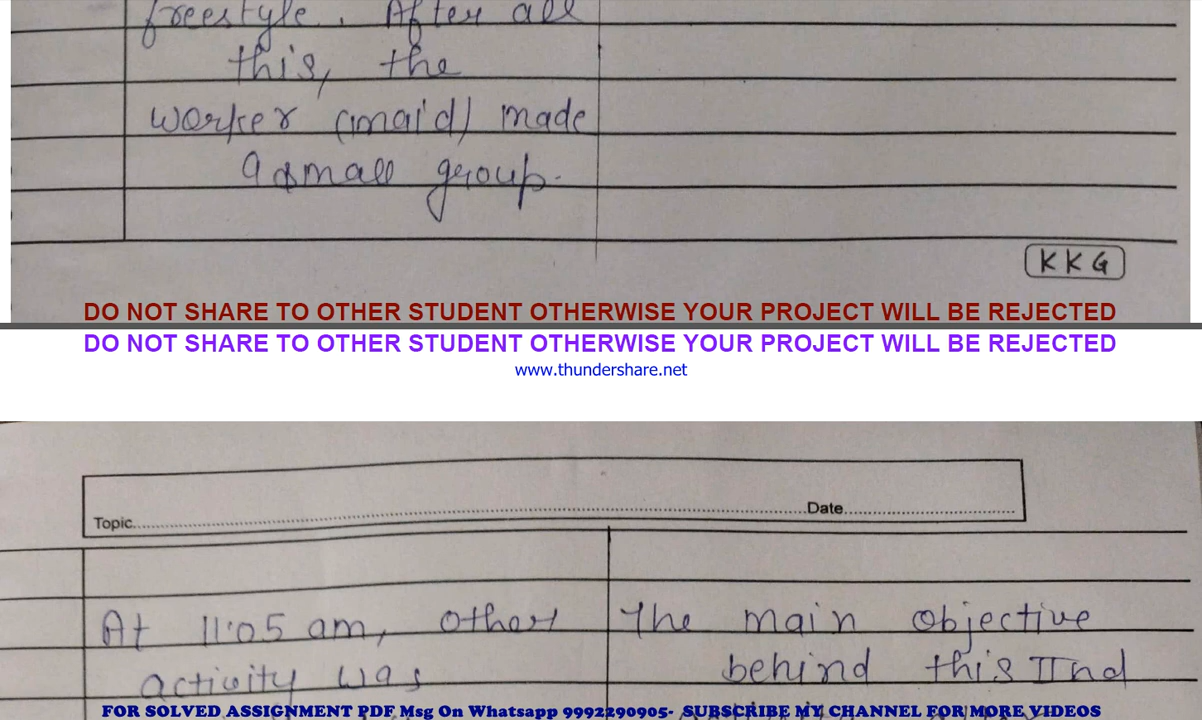 freestyle. After all
this, the
worker (maid) made
a small group.
KKG
DO NOT SHARE TO OTHER STUDENT OTHERWISE YOUR PROJECT WILL BE REJECTED
DO NOT SHARE TO OTHER STUDENT OTHERWISE YOUR PROJECT WILL BE REJECTED
www.thundershare.net
Topic Date
At 11:05 am, other The main objective
activity was behind this IInd
FOR SOLVED ASSIGNMENT PDF Msg On Whatsapp 9992290905- SUBSCRIBE MY CHANNEL FOR MORE VIDEOS